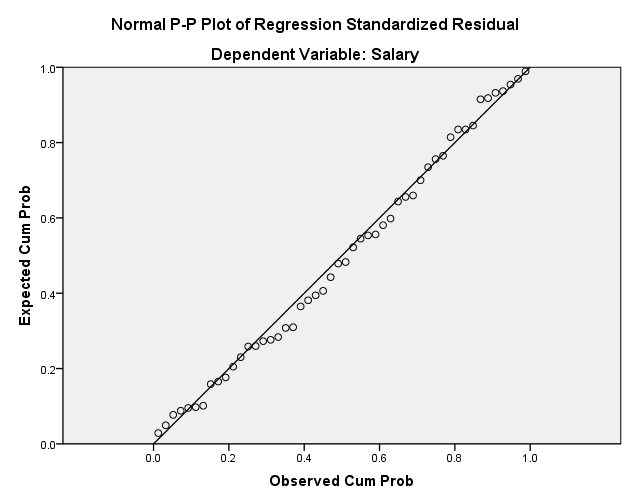 Normal P-P Plot of Regression Standardized Residual
Dependent Variable: Salary
1.0
0.8
0.6
0.4
0.2
0.0
Expected Cum Prob
0.0 0.2 0.4 0.6 0.8 1.0
Observed Cum Prob